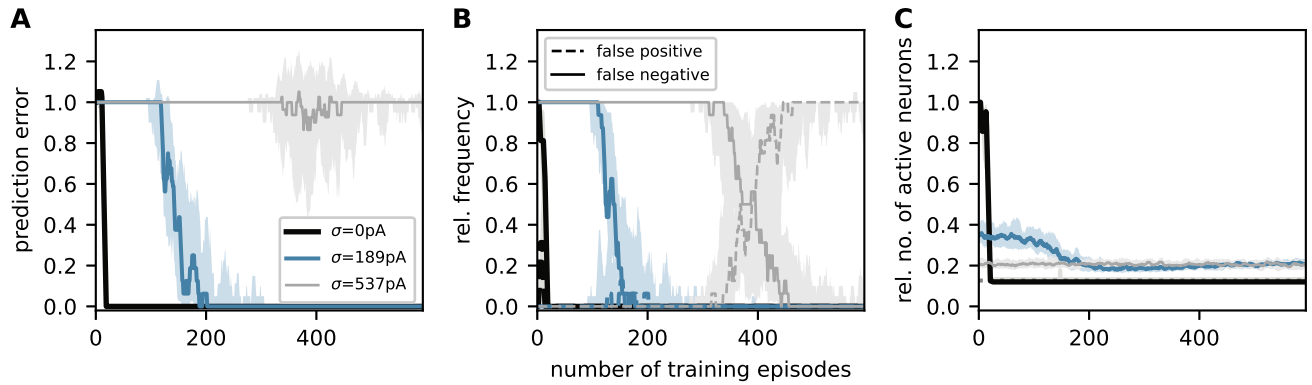 A
prediction error
1.2
1.0
0.8
0.6
0.4
0.2
0.0
0
200
400
σ=0pA
σ=189pA
σ=537pA
B
rel. frequency
1.2
1.0
0.8
0.6
0.4
0.2
0.0
0
200
400
false positive
false negative
number of training episodes
C
rel. no. of active neurons
1.2
1.0
0.8
0.6
0.4
0.2
0.0
0
200
400